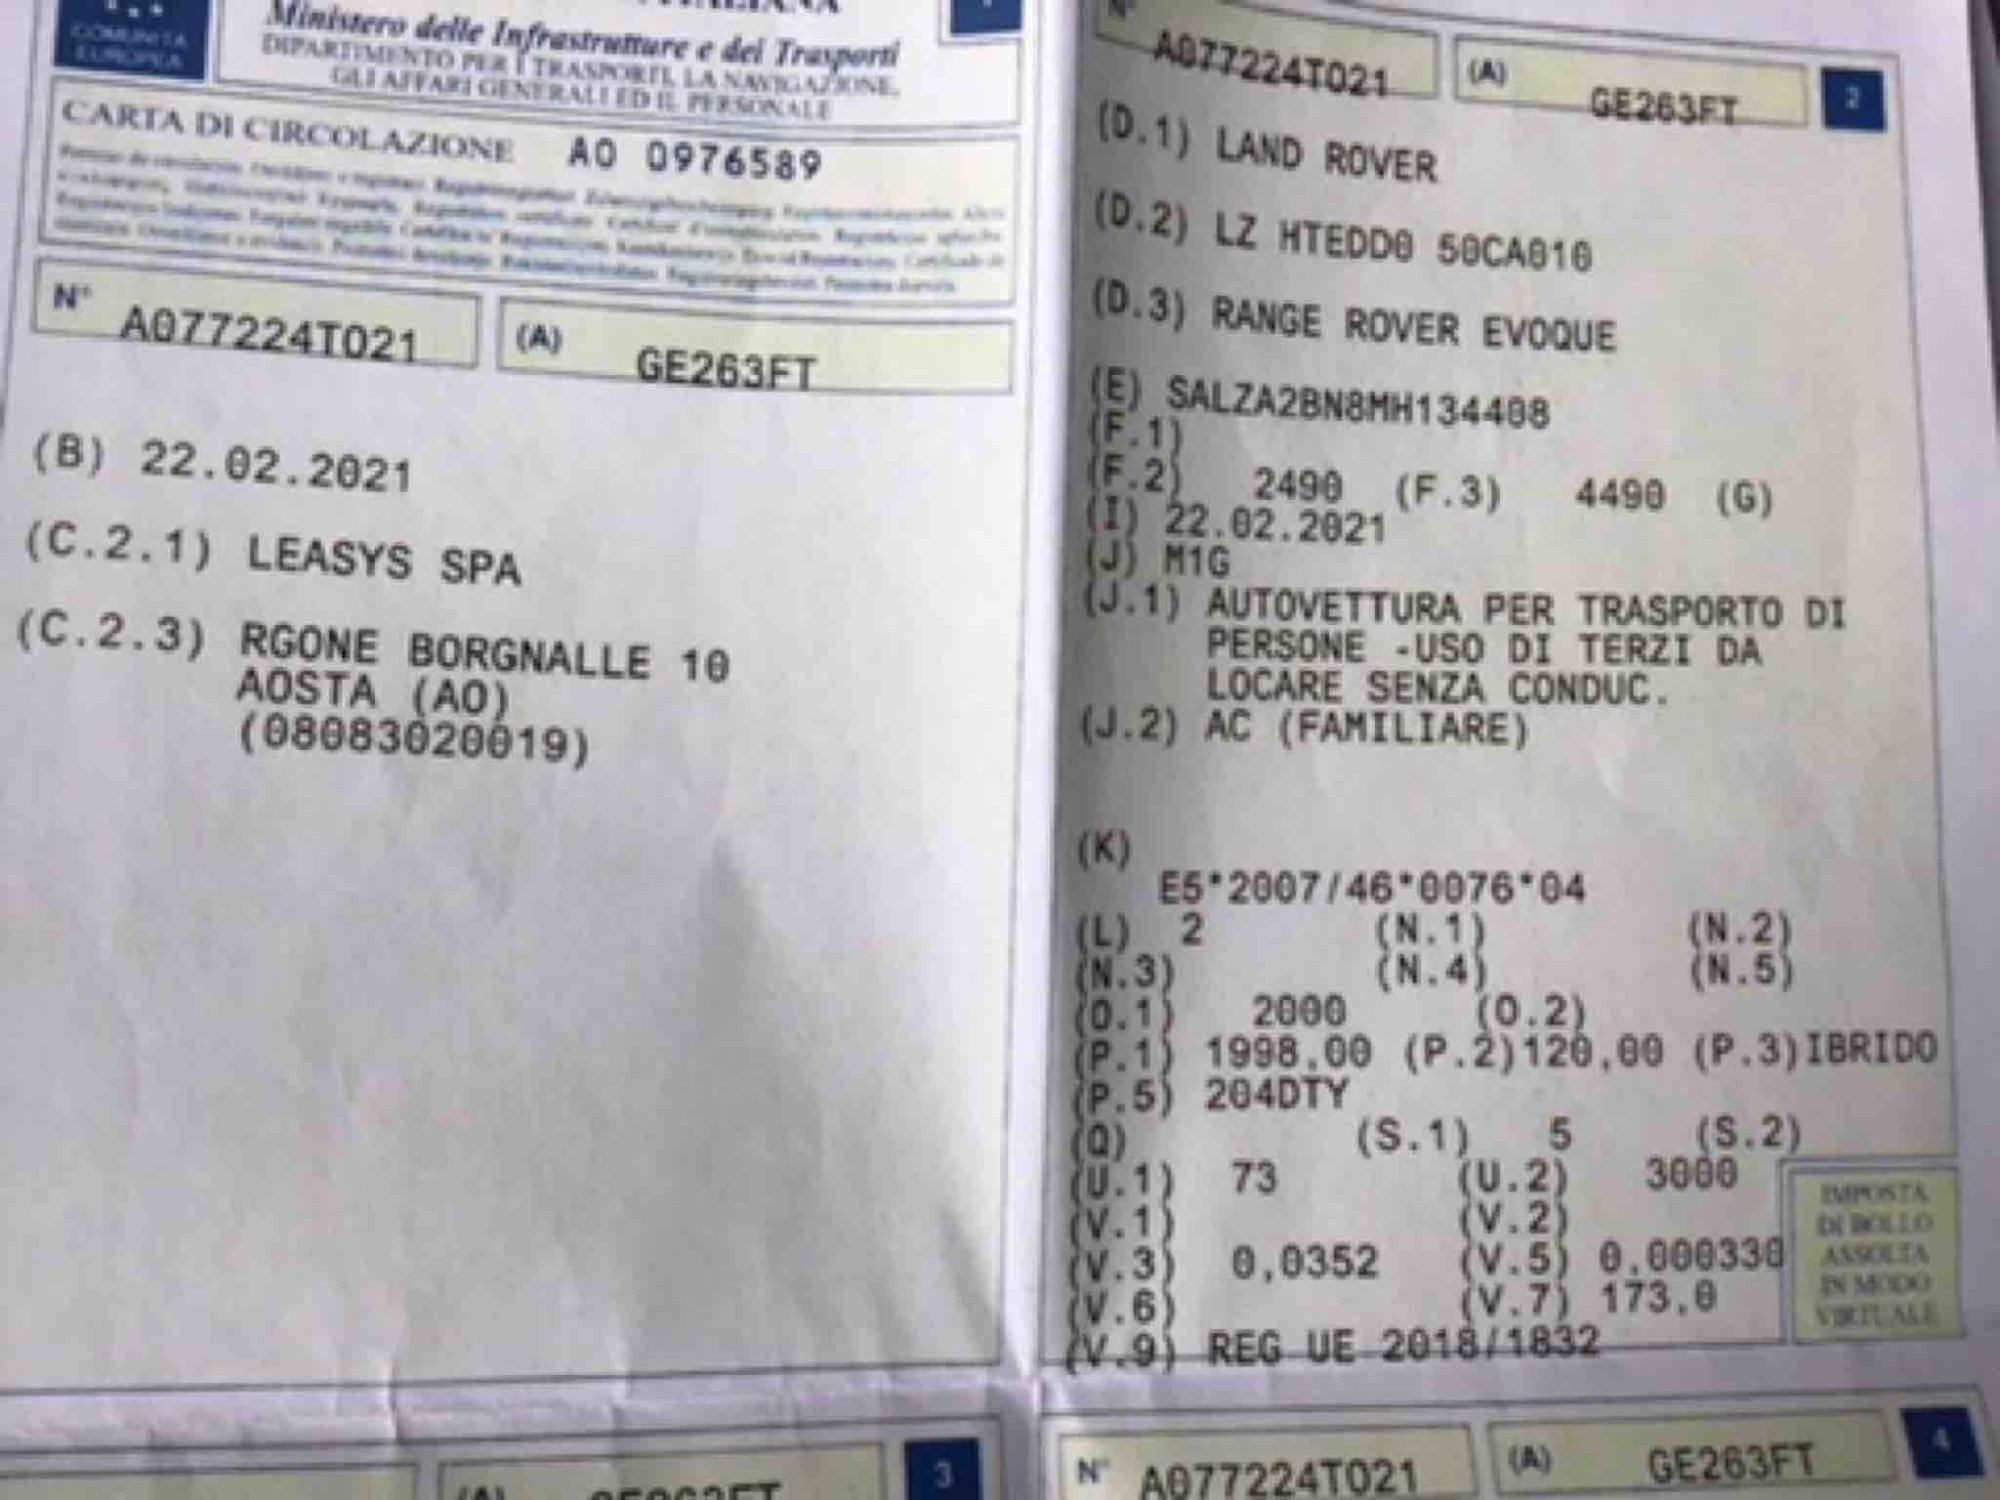 COMUNITA
EUROPEA
Ministero delle Infrastrutture e dei Trasporti
DIPARTIMENTO PER I TRASPORTI, LA NAVIGAZIONE,
GLI AFFARI GENERALI ED IL PERSONALE
CARTA DI CIRCOLAZIONE AO 0976589
N° A077224TO21 (A) GE263FT
(B) 22.02.2021
(C.2.1) LEASYS SPA
(C.2.3) RGONE BORGNALLE 10
AOSTA (AO)
(08083020019)
3
N° A077224TO21 (A) GE263FT 2
(D.1) LAND ROVER
(D.2) LZ HTEDD0 50CA010
(D.3) RANGE ROVER EVOQUE
(E) SALZA2BN8MH134408
(F.1)
(F.2) 2490 (F.3) 4490 (G)
(I) 22.02.2021
(J) M1G
(J.1) AUTOVETTURA PER TRASPORTO DI
PERSONE -USO DI TERZI DA
LOCARE SENZA CONDUC.
(J.2) AC (FAMILIARE)
(K)
E5*2007/46*0076*04
(L) 2 (N.1) (N.2)
(N.3) (N.4) (N.5)
(O.1) 2000 (O.2)
(P.1) 1998,00 (P.2)120,00 (P.3)IBRIDO
(P.5) 204DTY
(Q) (S.1) 5 (S.2)
(U.1) 73 (U.2) 3000
(V.1) (V.2)
(V.3) 0,0352 (V.5) 0,000330
(V.6) (V.7) 173,0
(V.9) REG UE 2018/1832
IMPOSTA
DI BOLLO
ASSOLTA
IN MODO
VIRTUALE
N° A077224TO21 (A) GE263FT 4